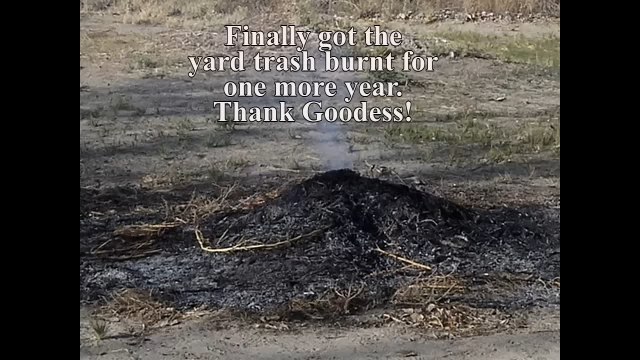 Finally got the
yard trash burnt for
one more year.
Thank Goodess!